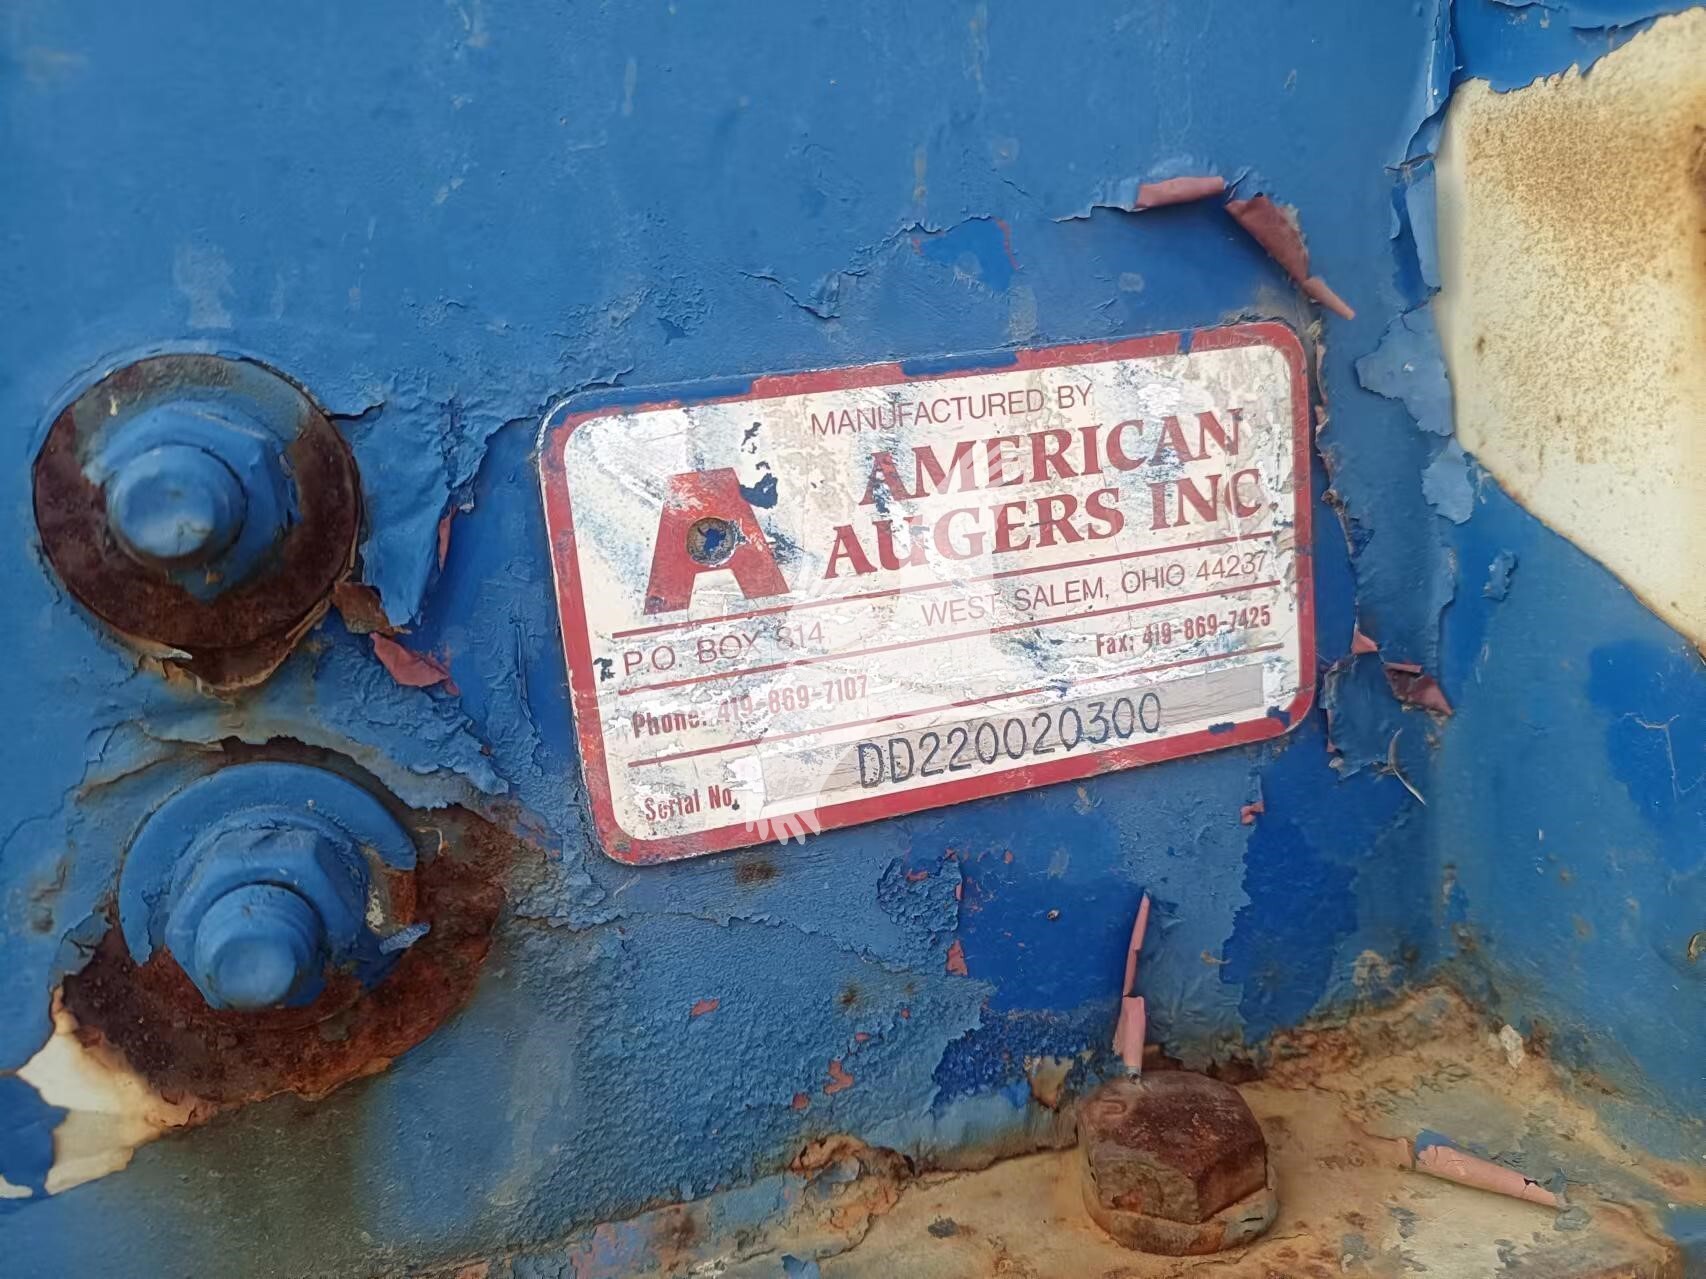 MANUFACTURED BY
A AMERICAN
AUGERS INC.
P.O. BOX 814 WEST SALEM, OHIO 44287
Phone: 419-869-7107 Fax: 419-869-7425
Serial No. DD220020300